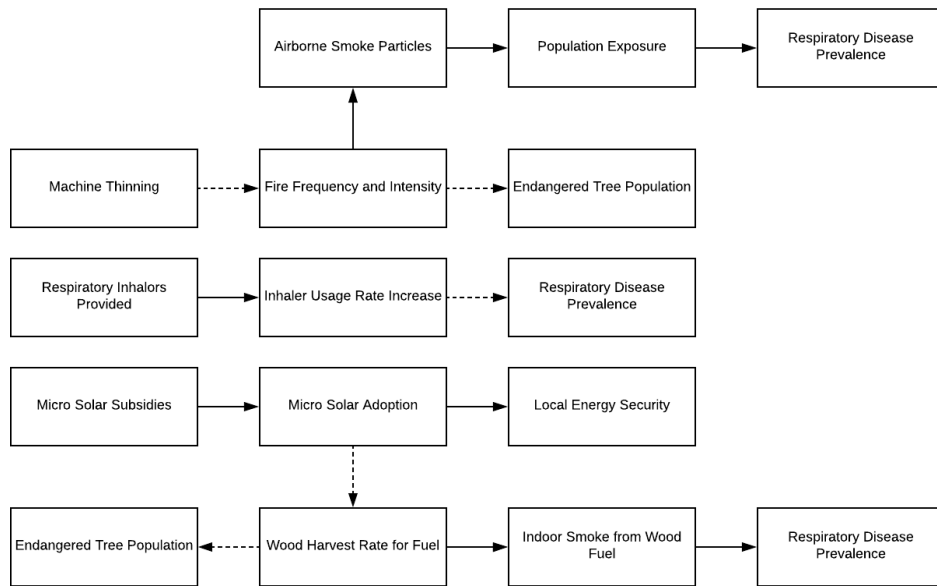 Airborne Smoke Particles
Population Exposure
Respiratory Disease
Prevalence
Machine Thinning
Fire Frequency and Intensity
Endangered Tree Population
Respiratory Inhalors
Provided
Inhaler Usage Rate Increase
Respiratory Disease
Prevalence
Micro Solar Subsidies
Micro Solar Adoption
Local Energy Security
Endangered Tree Population
Wood Harvest Rate for Fuel
Indoor Smoke from Wood
Fuel
Respiratory Disease
Prevalence